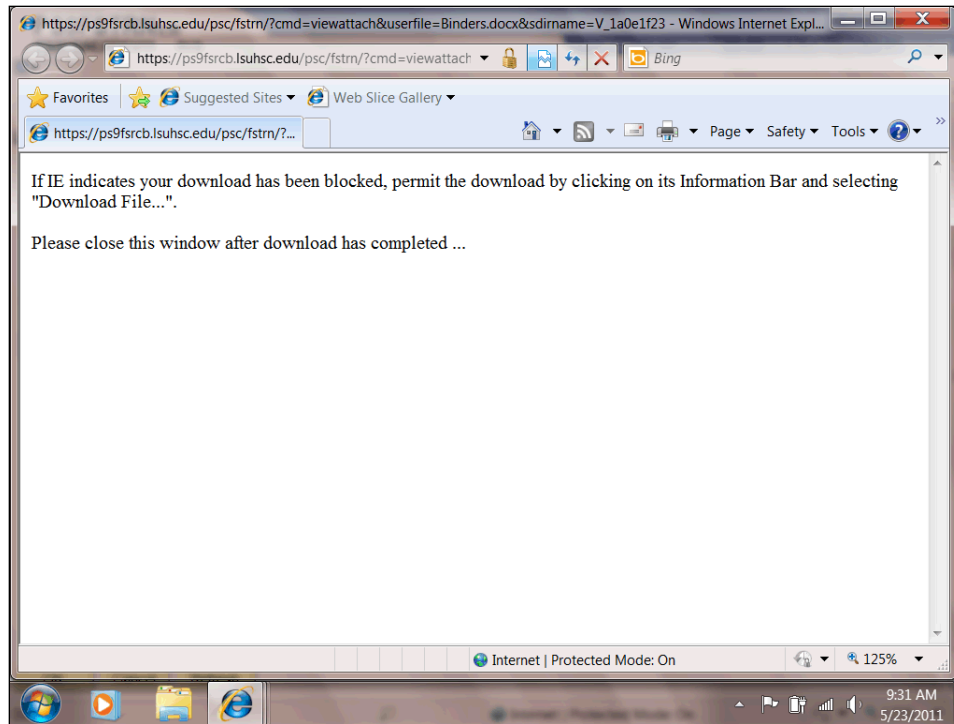 https://ps9fsrcb.lsuhsc.edu/psc/fstrn/?cmd=viewattach&userfile=Binders.docx&sdirname=V_1a0e1f23 - Windows Internet Expl...
https://ps9fsrcb.lsuhsc.edu/psc/fstrn/?cmd=viewattach
Bing
Favorites
Suggested Sites
Web Slice Gallery
https://ps9fsrcb.lsuhsc.edu/psc/fstrn/?...
Page
Safety
Tools
»
If IE indicates your download has been blocked, permit the download by clicking on its Information Bar and selecting
"Download File...".
Please close this window after download has completed ...
Internet | Protected Mode: On
125%
9:31 AM
5/23/2011